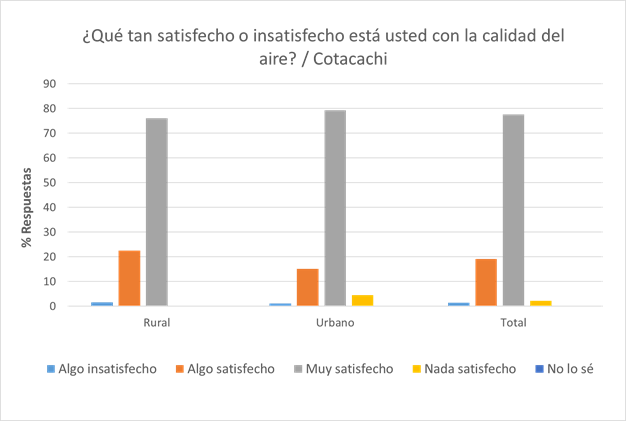 ¿Qué tan satisfecho o insatisfecho está usted con la calidad del
aire? / Cotacachi
% Respuestas
90
80
70
60
50
40
30
20
10
0
Rural
Urbano
Total
Algo insatisfecho
Algo satisfecho
Muy satisfecho
Nada satisfecho
No lo sé